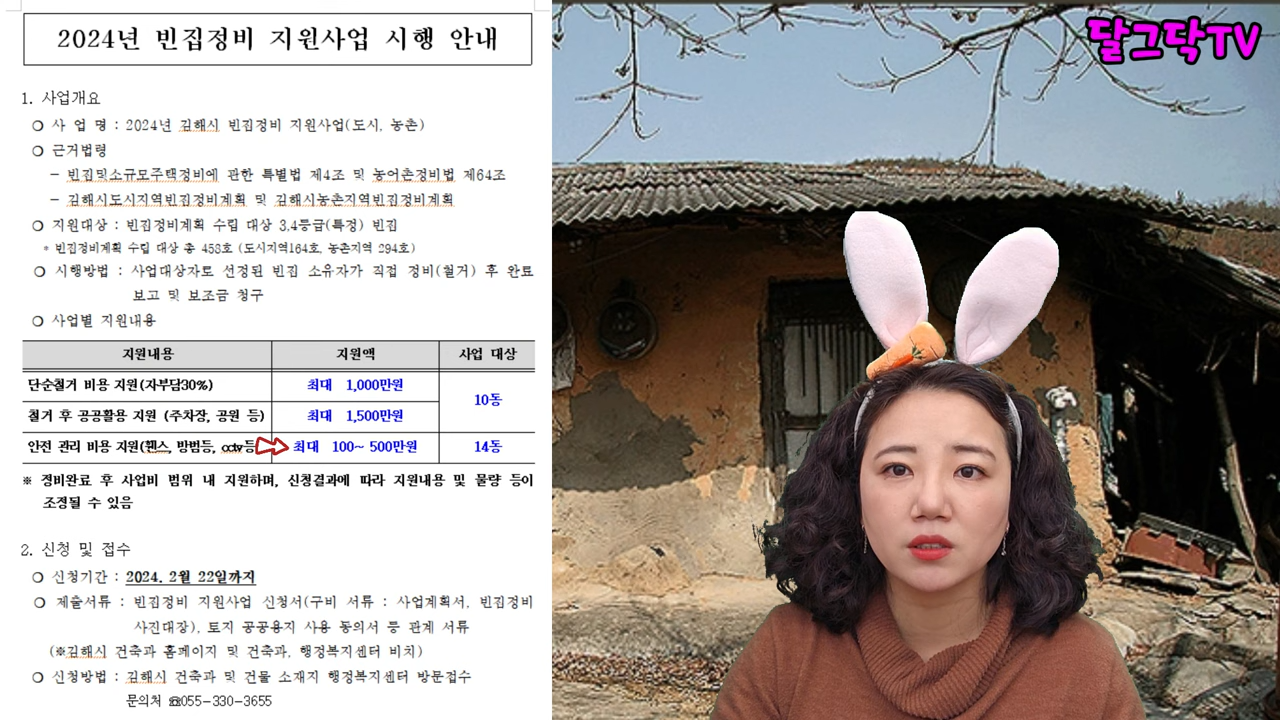 2024년 빈집정비 지원사업 시행 안내
1. 사업개요
❍ 사 업 명 : 2024년 김해시 빈집정비 지원사업(도시, 농촌)
❍ 근거법령
- 빈집및소규모주택정비에 관한 특별법 제4조 및 농어촌정비법 제64조
- 김해시도시지역빈집정비계획 및 김해시농촌지역빈집정비계획
❍ 지원대상 : 빈집정비계획 수립 대상 3,4등급(특정) 빈집
* 빈집정비계획 수립 대상 총 458호 (도시지역164호, 농촌지역 294호)
❍ 시행방법 : 사업대상자로 선정된 빈집 소유자가 직접 정비(철거) 후 완료
보고 및 보조금 청구
❍ 사업별 지원내용
지원내용 지원액 사업 대상
단순철거 비용 지원(자부담30%) 최대 1,000만원
10동
철거 후 공공활용 지원 (주차장, 공원 등) 최대 1,500만원
안전 관리 비용 지원(휀스, 방범등, cctv등 최대 100~ 500만원 14동
※ 정비완료 후 사업비 범위 내 지원하며, 신청결과에 따라 지원내용 및 물량 등이
조정될 수 있음
2. 신청 및 접수
❍ 신청기간 : 2024. 2월 22일까지
❍ 제출서류 : 빈집정비 지원사업 신청서(구비 서류 : 사업계획서, 빈집정비
사진대장), 토지 공공용지 사용 동의서 등 관계 서류
(※김해시 건축과 홈페이지 및 건축과, 행정복지센터 비치)
❍ 신청방법 : 김해시 건축과 및 건물 소재지 행정복지센터 방문접수
문의처 ☎055-330-3655
달그닥TV